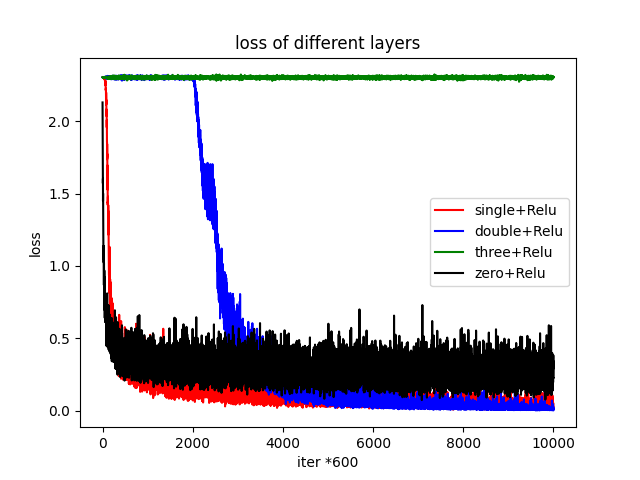 loss of different layers
loss
2.0
1.5
1.0
0.5
0.0
single+Relu
double+Relu
three+Relu
zero+Relu
0 2000 4000 6000 8000 10000
iter *600